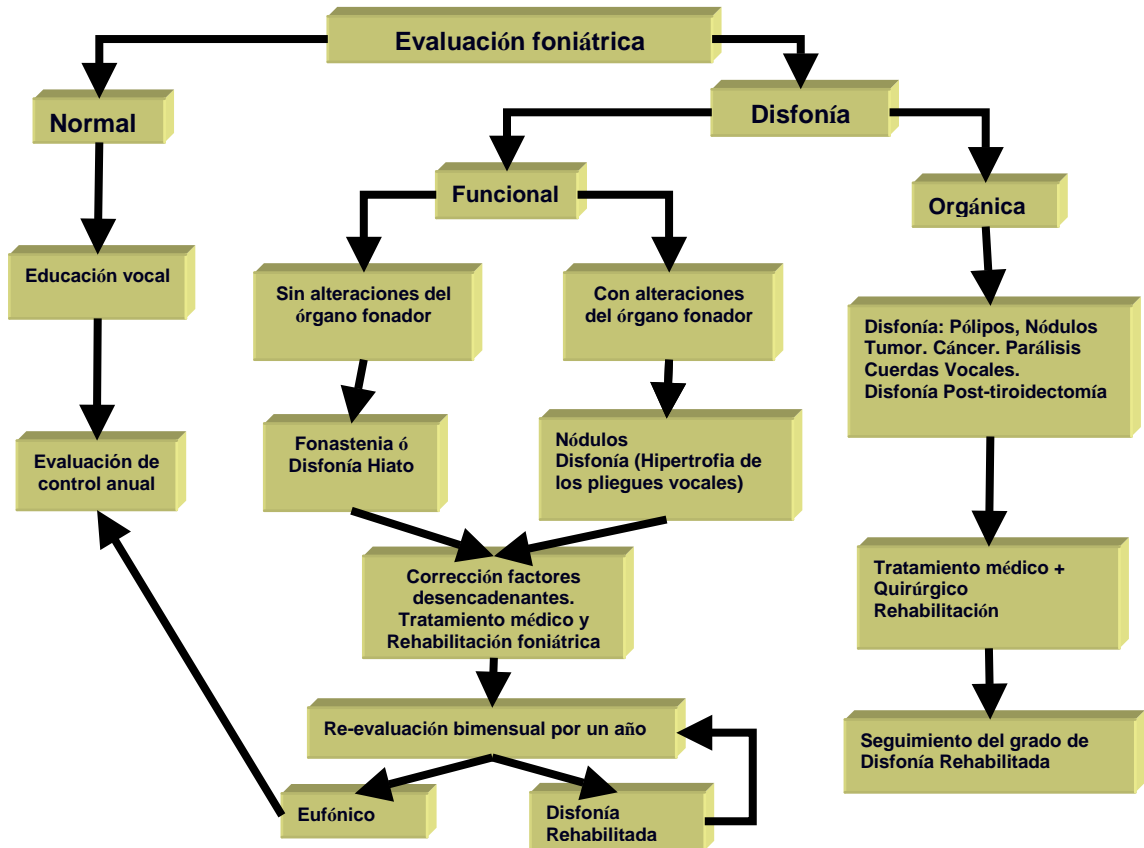 Evaluación foniátrica
Normal
Disfonía
Funcional
Orgánica
Educación vocal
Sin alteraciones del
órgano fonador
Con alteraciones
del órgano fonador
Disfonía: Pólipos, Nódulos
Tumor. Cáncer. Parálisis
Cuerdas Vocales.
Disfonía Post-tiroidectomía
Evaluación de
control anual
Fonastenia ó
Disfonía Hiato
Nódulos
Disfonía (Hipertrofia de
los pliegues vocales)
Corrección factores
desencadenantes.
Tratamiento médico y
Rehabilitación foniátrica
Tratamiento médico +
Quirúrgico
Rehabilitación
Re-evaluación bimensual por un año
Seguimiento del grado de
Disfonía Rehabilitada
Eufónico
Disfonía
Rehabilitada